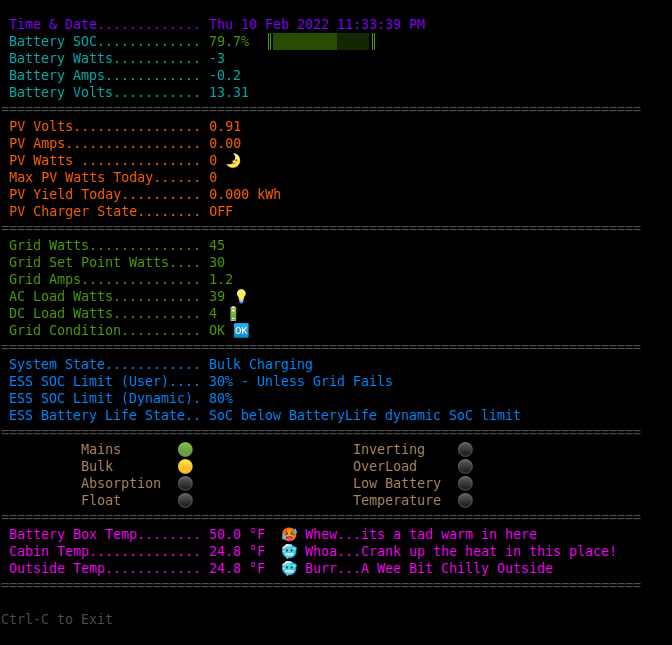 Time & Date............. Thu 10 Feb 2022 11:33:39 PM
Battery SOC............. 79.7%
Battery Watts........... -3
Battery Amps............ -0.2
Battery Volts........... 13.31
================================================================================
PV Volts................ 0.91
PV Amps................. 0.00
PV Watts ............... 0 🌛
Max PV Watts Today...... 0
PV Yield Today.......... 0.000 kWh
PV Charger State........ OFF
================================================================================
Grid Watts.............. 45
Grid Set Point Watts.... 30
Grid Amps............... 1.2
AC Load Watts........... 39 💡
DC Load Watts........... 4 🔋
Grid Condition.......... OK 🆗
================================================================================
System State............ Bulk Charging
ESS SOC Limit (User).... 30% - Unless Grid Fails
ESS SOC Limit (Dynamic). 80%
ESS Battery Life State.. SoC below BatteryLife dynamic SoC limit
================================================================================
Mains 🟢 Inverting ⚫
Bulk 🟡 OverLoad ⚫
Absorption ⚫ Low Battery ⚫
Float ⚫ Temperature ⚫
================================================================================
Battery Box Temp........ 50.0 °F 🥵 Whew...its a tad warm in here
Cabin Temp.............. 24.8 °F 🥶 Whoa...Crank up the heat in this place!
Outside Temp............ 24.8 °F 🥶 Burr...A Wee Bit Chilly Outside
================================================================================
Ctrl-C to Exit